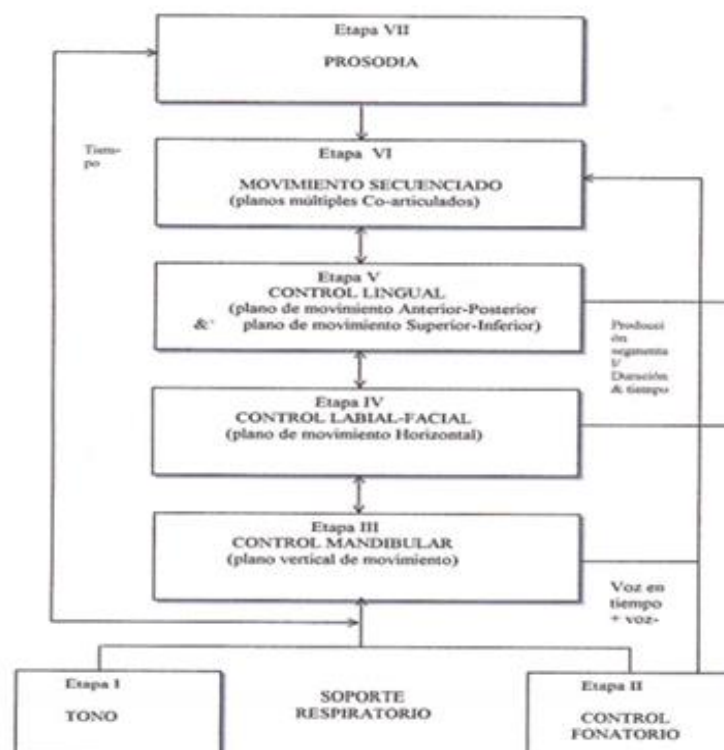 Etapa VII
PROSODIA
Tiem-
po
Etapa VI
MOVIMIENTO SECUENCIADO
(planos múltiples Co-articulados)
Etapa V
CONTROL LINGUAL
(plano de movimiento Anterior-Posterior
&' plano de movimiento Superior-Inferior)
Producci
ón
segmenta
l/
Duración
& tiempo
Etapa IV
CONTROL LABIAL-FACIAL
(plano de movimiento Horizontal)
Etapa III
CONTROL MANDIBULAR
(plano vertical de movimiento)
Voz en
tiempo
+ voz-
Etapa I
TONO
SOPORTE
RESPIRATORIO
Etapa II
CONTROL
FONATORIO